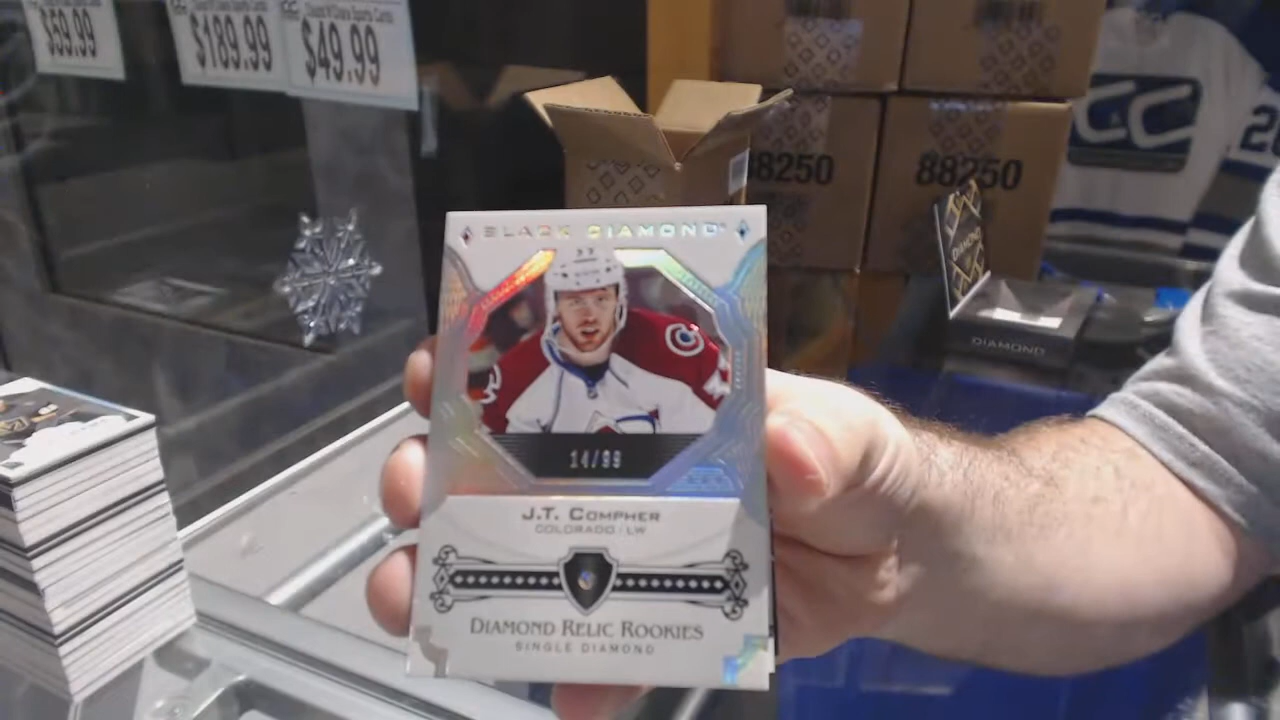 $59.99
$189.99
$49.99
88250
88250
CC
DIAMOND
DIAMOND
BLACK DIAMOND
14/99
J.T. COMPHER
COLORADO LW
DIAMOND RELIC ROOKIES
SINGLE DIAMOND